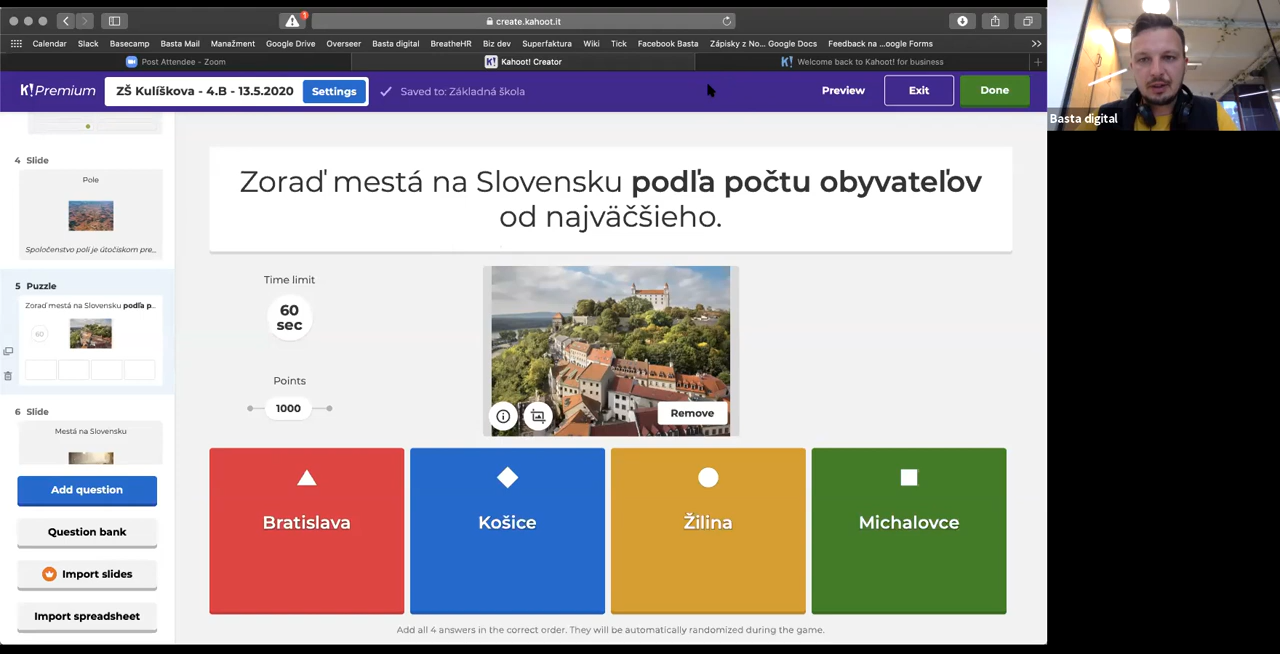 create.kahoot.it
Calendar Slack Basecamp Basta Mail Manažment Google Drive Overseer Basta digital BreatheHR Biz dev Superfaktura Wiki Tick Facebook Basta Zápisky z No... Google Docs Feedback na ...oogle Forms
Post Attendee - Zoom
Kahoot! Creator
Welcome back to Kahoot! for business
K! Premium
ZŠ Kulíškova - 4.B - 13.5.2020
Settings
Saved to: Základná škola
Preview
Exit
Done
Basta digital
4 Slide
Pole
Spoločenstvo polí je útočiskom pre...
5 Puzzle
Zoraď mestá na Slovensku podľa p...
60
6 Slide
Mestá na Slovensku
Add question
Question bank
Import slides
Import spreadsheet
Zoraď mestá na Slovensku podľa počtu obyvateľov
od najväčšieho.
Time limit
60
sec
Points
1000
Remove
Bratislava
Košice
Žilina
Michalovce
Add all 4 answers in the correct order. They will be automatically randomized during the game.